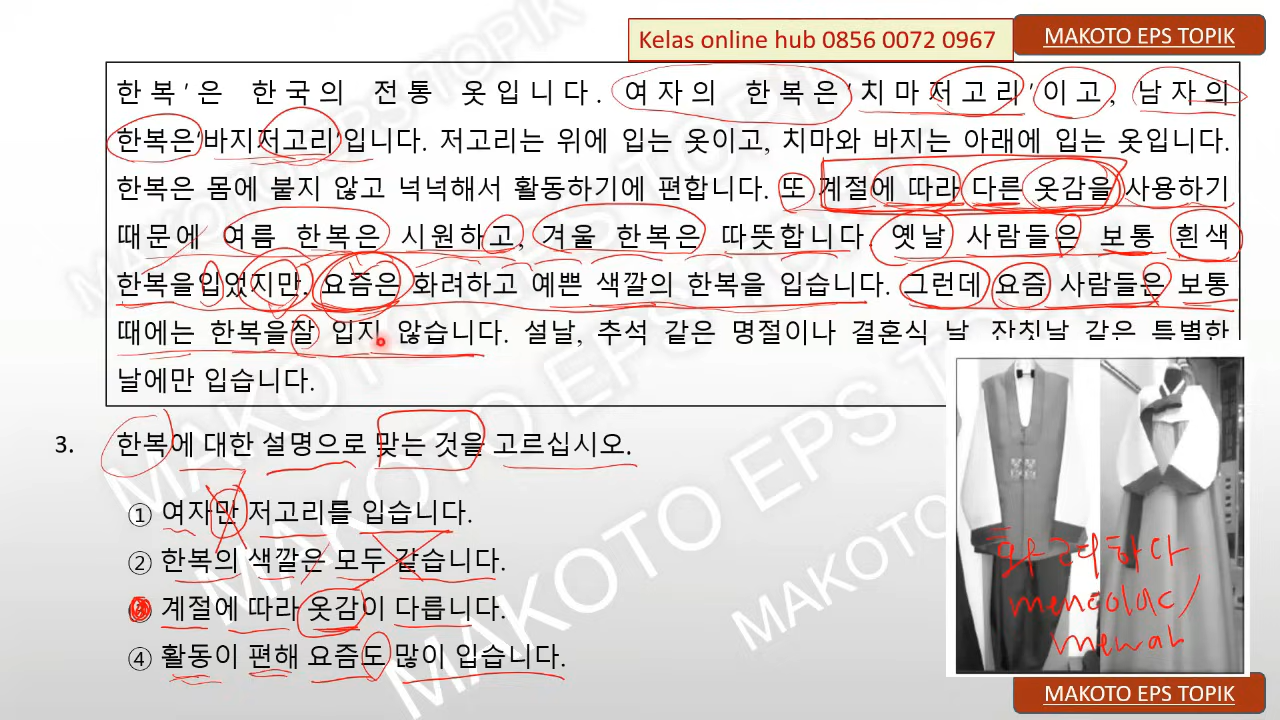 Kelas online hub 0856 0072 0967
MAKOTO EPS TOPIK
한복'은 한국의 전통 옷입니다. 여자의 한복은'치마저고리'이고, 남자의
한복은'바지저고리'입니다. 저고리는 위에 입는 옷이고, 치마와 바지는 아래에 입는 옷입니다.
한복은 몸에 붙지 않고 넉넉해서 활동하기에 편합니다. 또 계절에 따라 다른 옷감을 사용하기
때문에 여름 한복은 시원하고, 겨울 한복은 따뜻합니다. 옛날 사람들은 보통 흰색
한복을입었지만, 요즘은 화려하고 예쁜 색깔의 한복을 입습니다. 그런데 요즘 사람들은 보통
때에는 한복을잘 입지 않습니다. 설날, 추석 같은 명절이나 결혼식 날, 잔칫날 같은 특별한
날에만 입습니다.
3. 한복에 대한 설명으로 맞는 것을 고르십시오.
① 여자만 저고리를 입습니다.
② 한복의 색깔은 모두 같습니다.
계절에 따라 옷감이 다릅니다.
④ 활동이 편해 요즘도 많이 입습니다.
화려하다
mencolac/
mewah
MAKOTO EPS TOPIK
MAKOTO EPS TOPIK
MAKOTO EPS TOPIK
MAKOTO EPS TOPIK